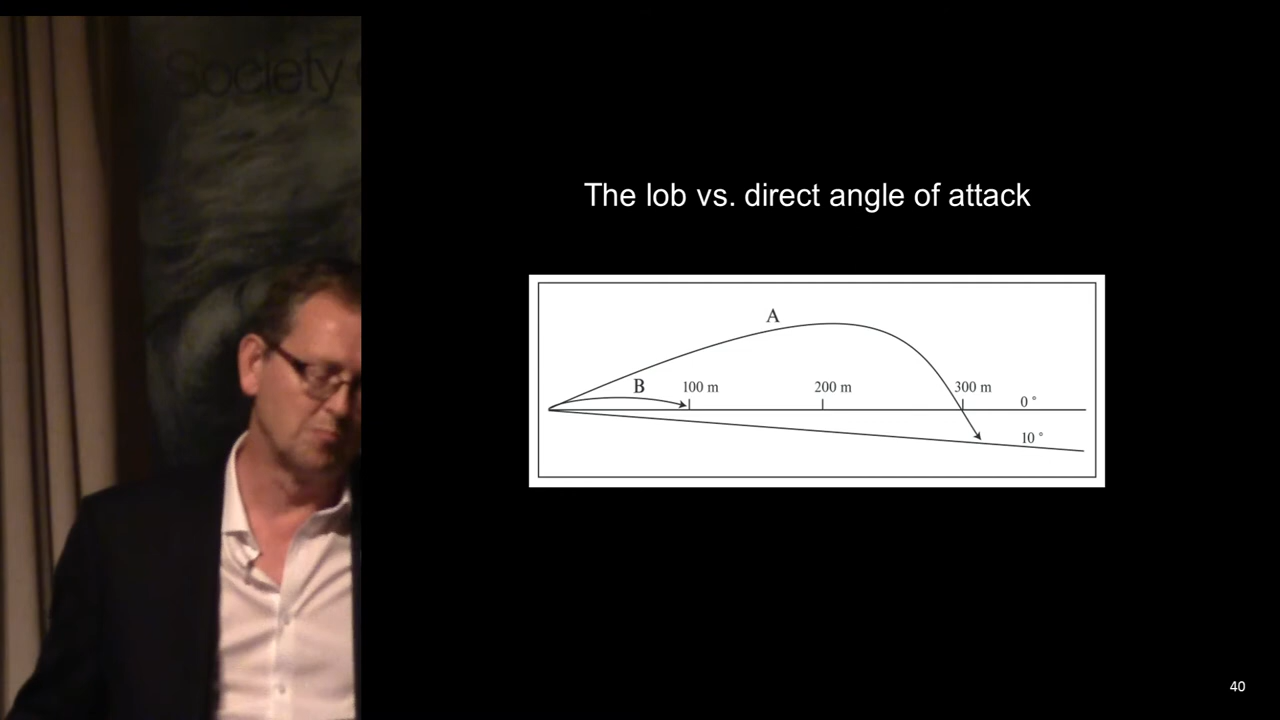 Society
The lob vs. direct angle of attack
A
B
100 m
200 m
300 m
0 °
10 °
40